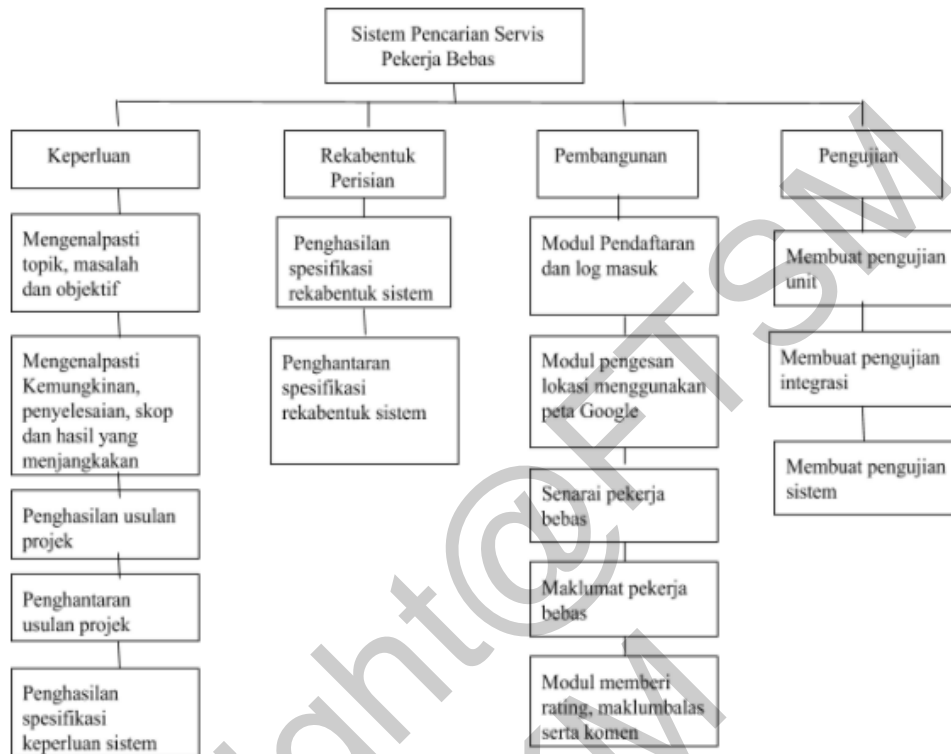 Sistem Pencarian Servis
Pekerja Bebas
Keperluan
Mengenalpasti
topik, masalah
dan objektif
Mengenalpasti
Kemungkinan,
penyelesaian, skop
dan hasil yang
menjangkakan
Penghasilan usulan
projek
Penghantaran
usulan projek
Penghasilan
spesifikasi
keperluan sistem
Rekabentuk
Perisian
Penghasilan
spesifikasi
rekabentuk sistem
Penghantaran
spesifikasi
rekabentuk sistem
Pembangunan
Modul Pendaftaran
dan log masuk
Modul pengesan
lokasi menggunakan
peta Google
Senarai pekerja
bebas
Maklumat pekerja
bebas
Modul memberi
rating, maklumbalas
serta komen
Pengujian
Membuat pengujian
unit
Membuat pengujian
integrasi
Membuat pengujian
sistem
ight@FTSM
M